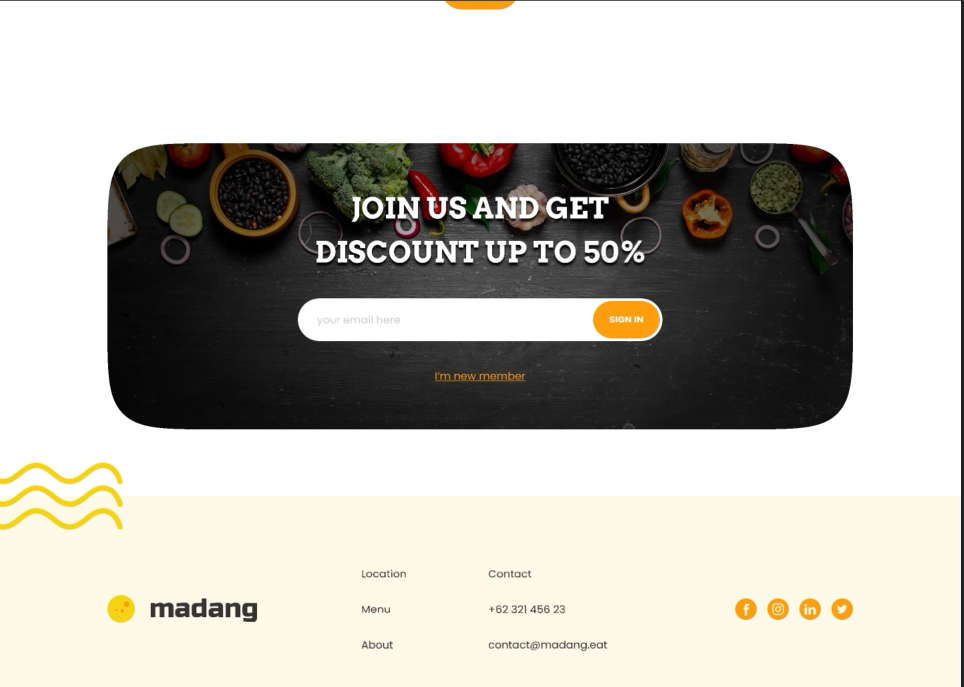 JOIN US AND GET
DISCOUNT UP TO 50%
your email here
SIGN IN
I'm new member
madang
Location
Menu
About
Contact
+62 321 456 23
contact@madang.eat
f
in